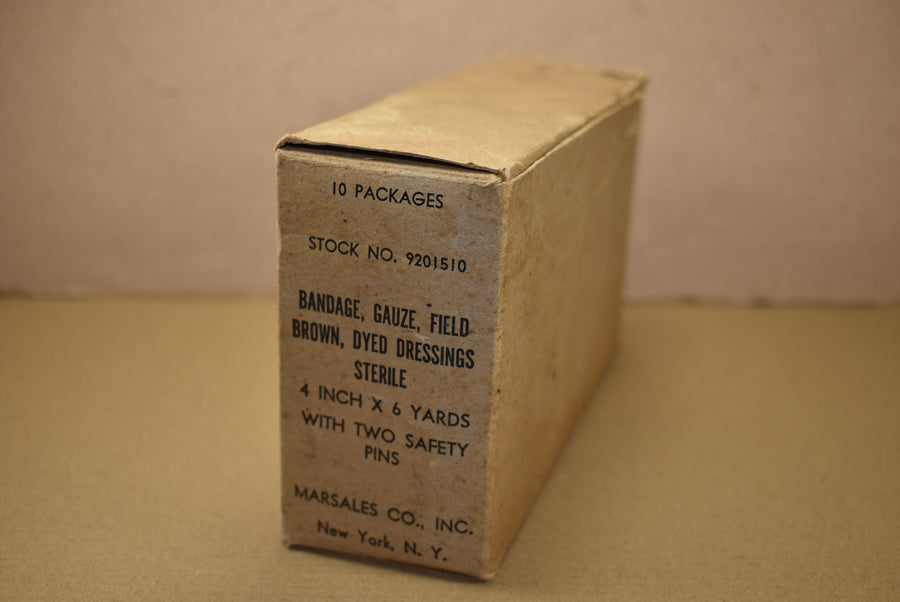 10 PACKAGES
STOCK NO. 9201510
BANDAGE, GAUZE, FIELD
BROWN, DYED DRESSINGS
STERILE
4 INCH X 6 YARDS
WITH TWO SAFETY
PINS
MARSALES CO., INC.
New York, N. Y.